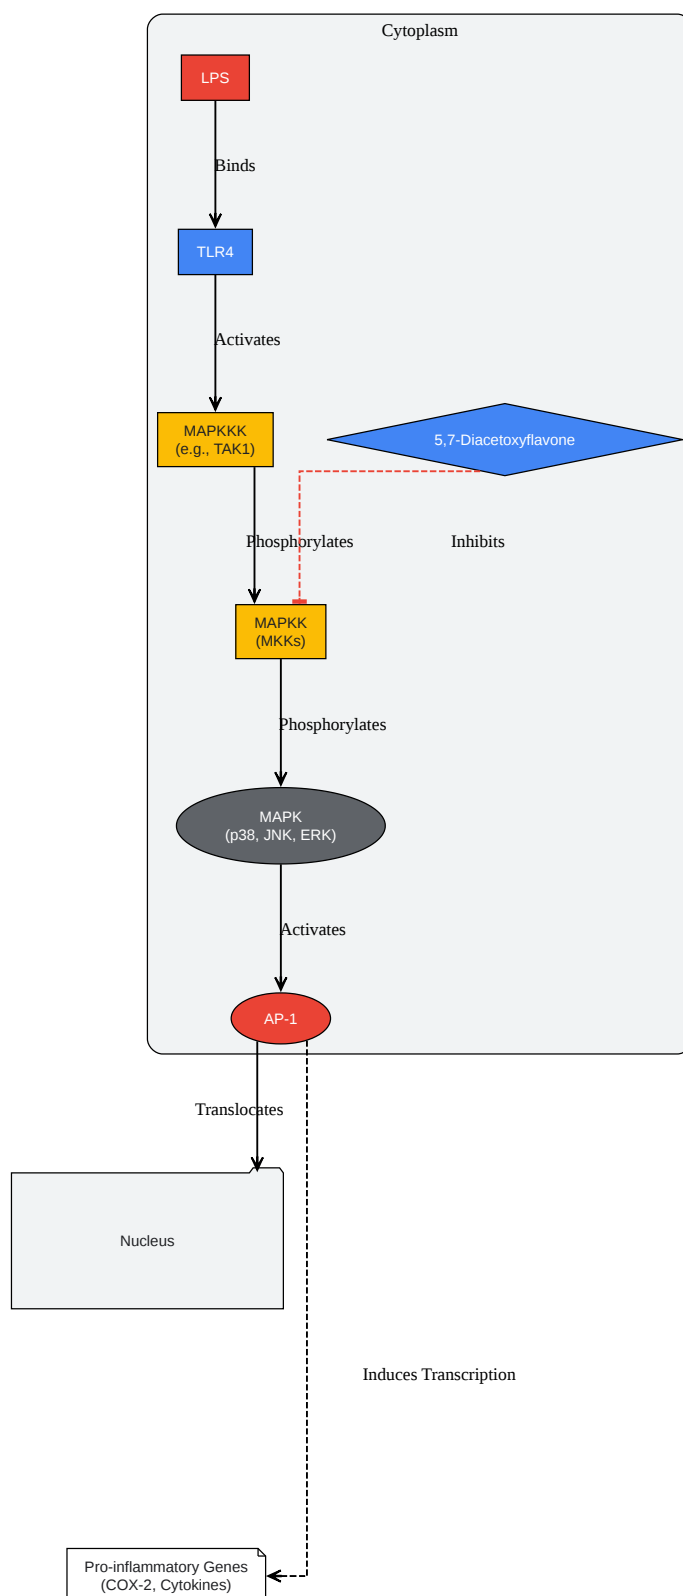 Cytoplasm
LPS
Binds
TLR4
Activates
MAPKKK
(e.g., TAK1)
5,7-Diacetoxyflavone
Phosphorylates
Inhibits
MAPKK
(MKKs)
Phosphorylates
MAPK
(p38, JNK, ERK)
Activates
AP-1
Translocates
Nucleus
Induces Transcription
Pro-inflammatory Genes
(COX-2, Cytokines)